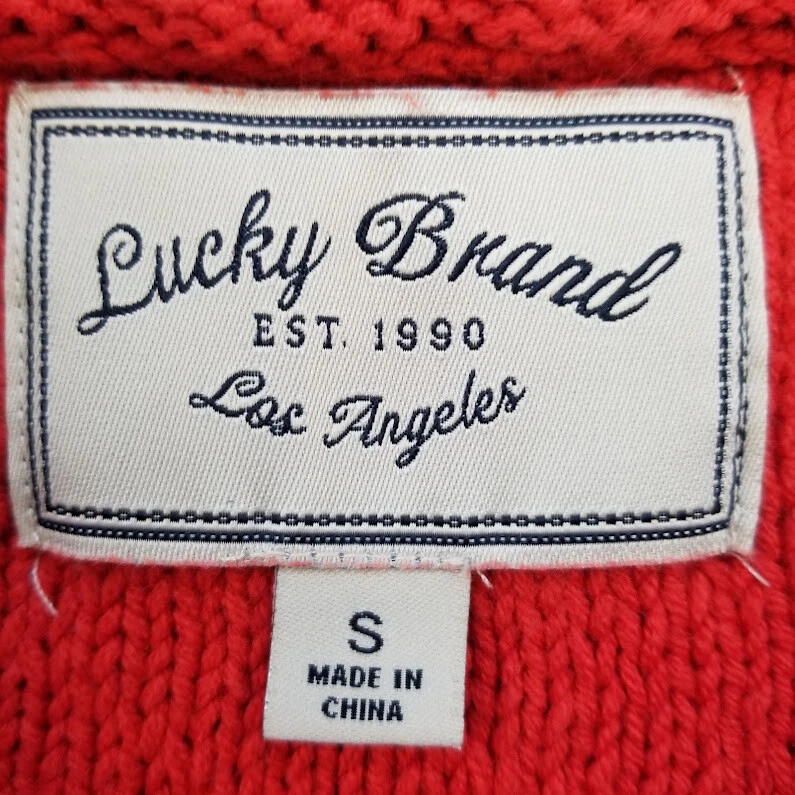 Lucky Brand
EST. 1990
Los Angeles
S
MADE IN
CHINA